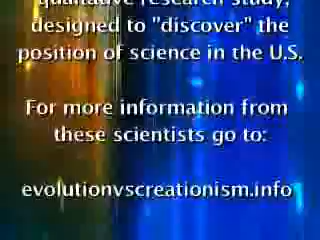 qualitative research study,
designed to "discover" the
position of science in the U.S.
For more information from
these scientists go to:
evolutionvscreationism.info